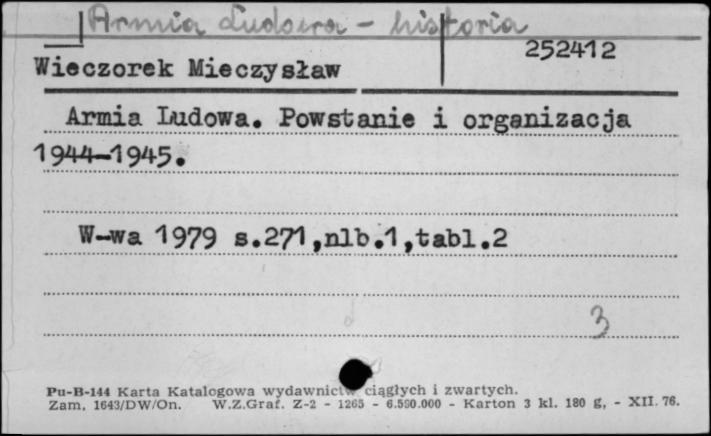 Armia Ludowa - historia
252412
Wieczorek Mieczysław
Armia Ludowa. Powstanie i organizacja
1944-1945.
W-wa 1979 s.271,nlb.1,tabl.2
3
Pu-B-144 Karta Katalogowa wydawnictw ciągłych i zwartych.
Zam. 1643/DW/On. W.Z.Graf. Z-2 - 1265 - 6.590.000 - Karton 3 kl. 180 g, - XII. 76.